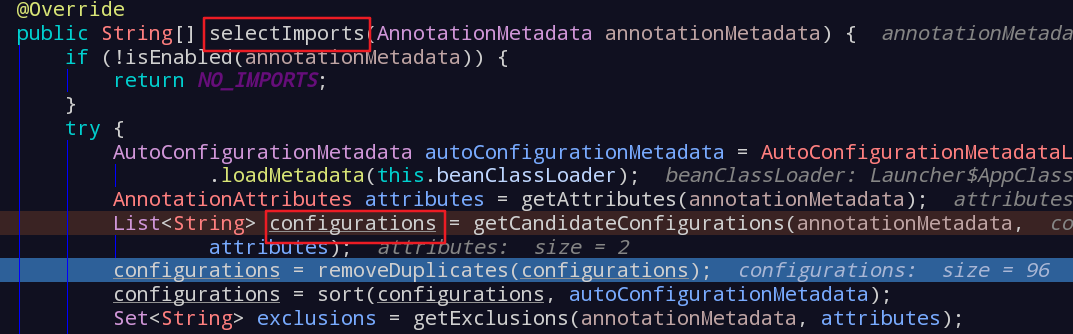 @Override
public String[] selectImports(AnnotationMetadata annotationMetadata) {  annotationMetada
if (!isEnabled(annotationMetadata)) {
return NO_IMPORTS;
}
try {
AutoConfigurationMetadata autoConfigurationMetadata = AutoConfigurationMetadataL
.loadMetadata(this.beanClassLoader);  beanClassLoader: Launcher$AppClass
AnnotationAttributes attributes = getAttributes(annotationMetadata);  attributes
List<String> configurations = getCandidateConfigurations(annotationMetadata,  co
attributes);  attributes:  size = 2
configurations = removeDuplicates(configurations);  configurations:  size = 96
configurations = sort(configurations, autoConfigurationMetadata);
Set<String> exclusions = getExclusions(annotationMetadata, attributes);